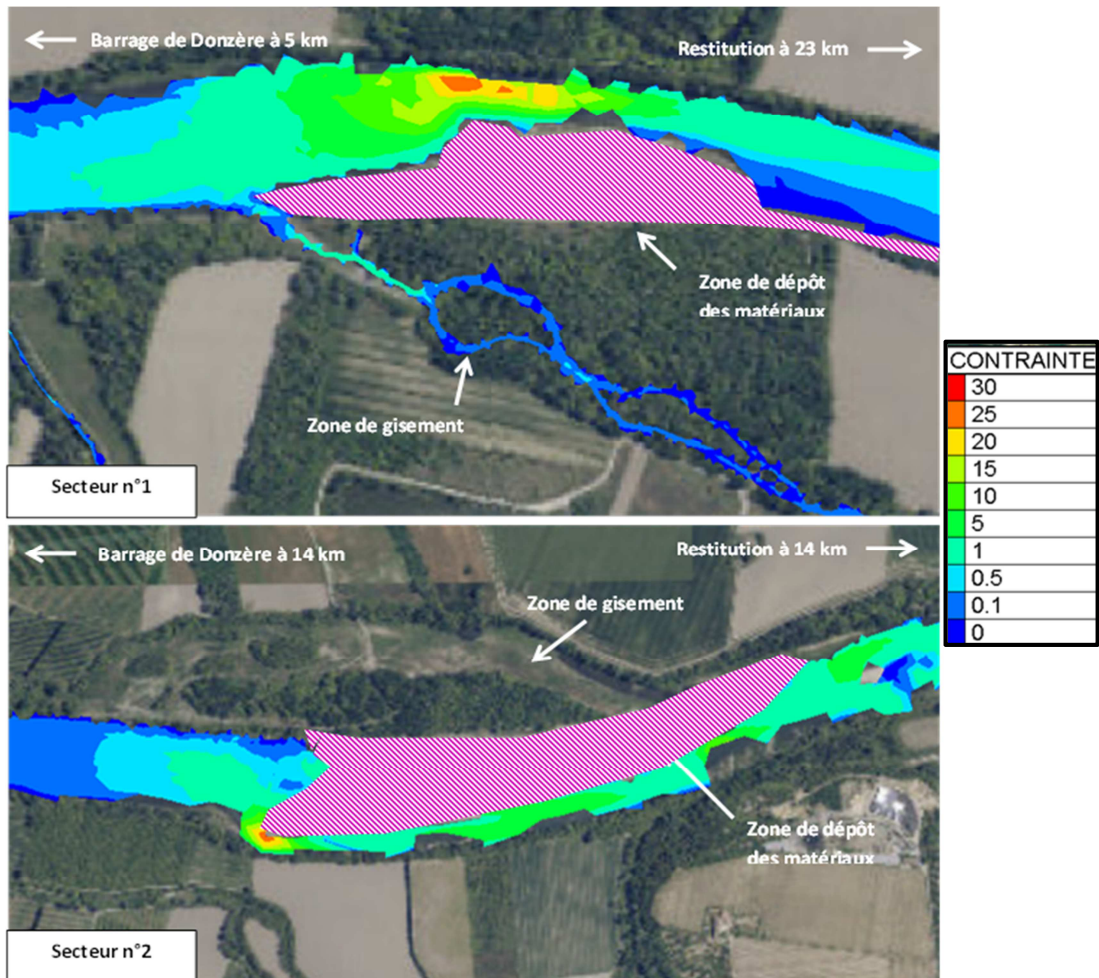 Barrage de Donzère à 5 km
Restitution à 23 km
Zone de dépôt
des matériaux
Zone de gisement
Secteur n°1
CONTRAINTE
30
25
20
15
10
5
1
0.5
0.1
0
Barrage de Donzère à 14 km
Restitution à 14 km
Zone de gisement
Zone de dépôt
des matériaux
Secteur n°2